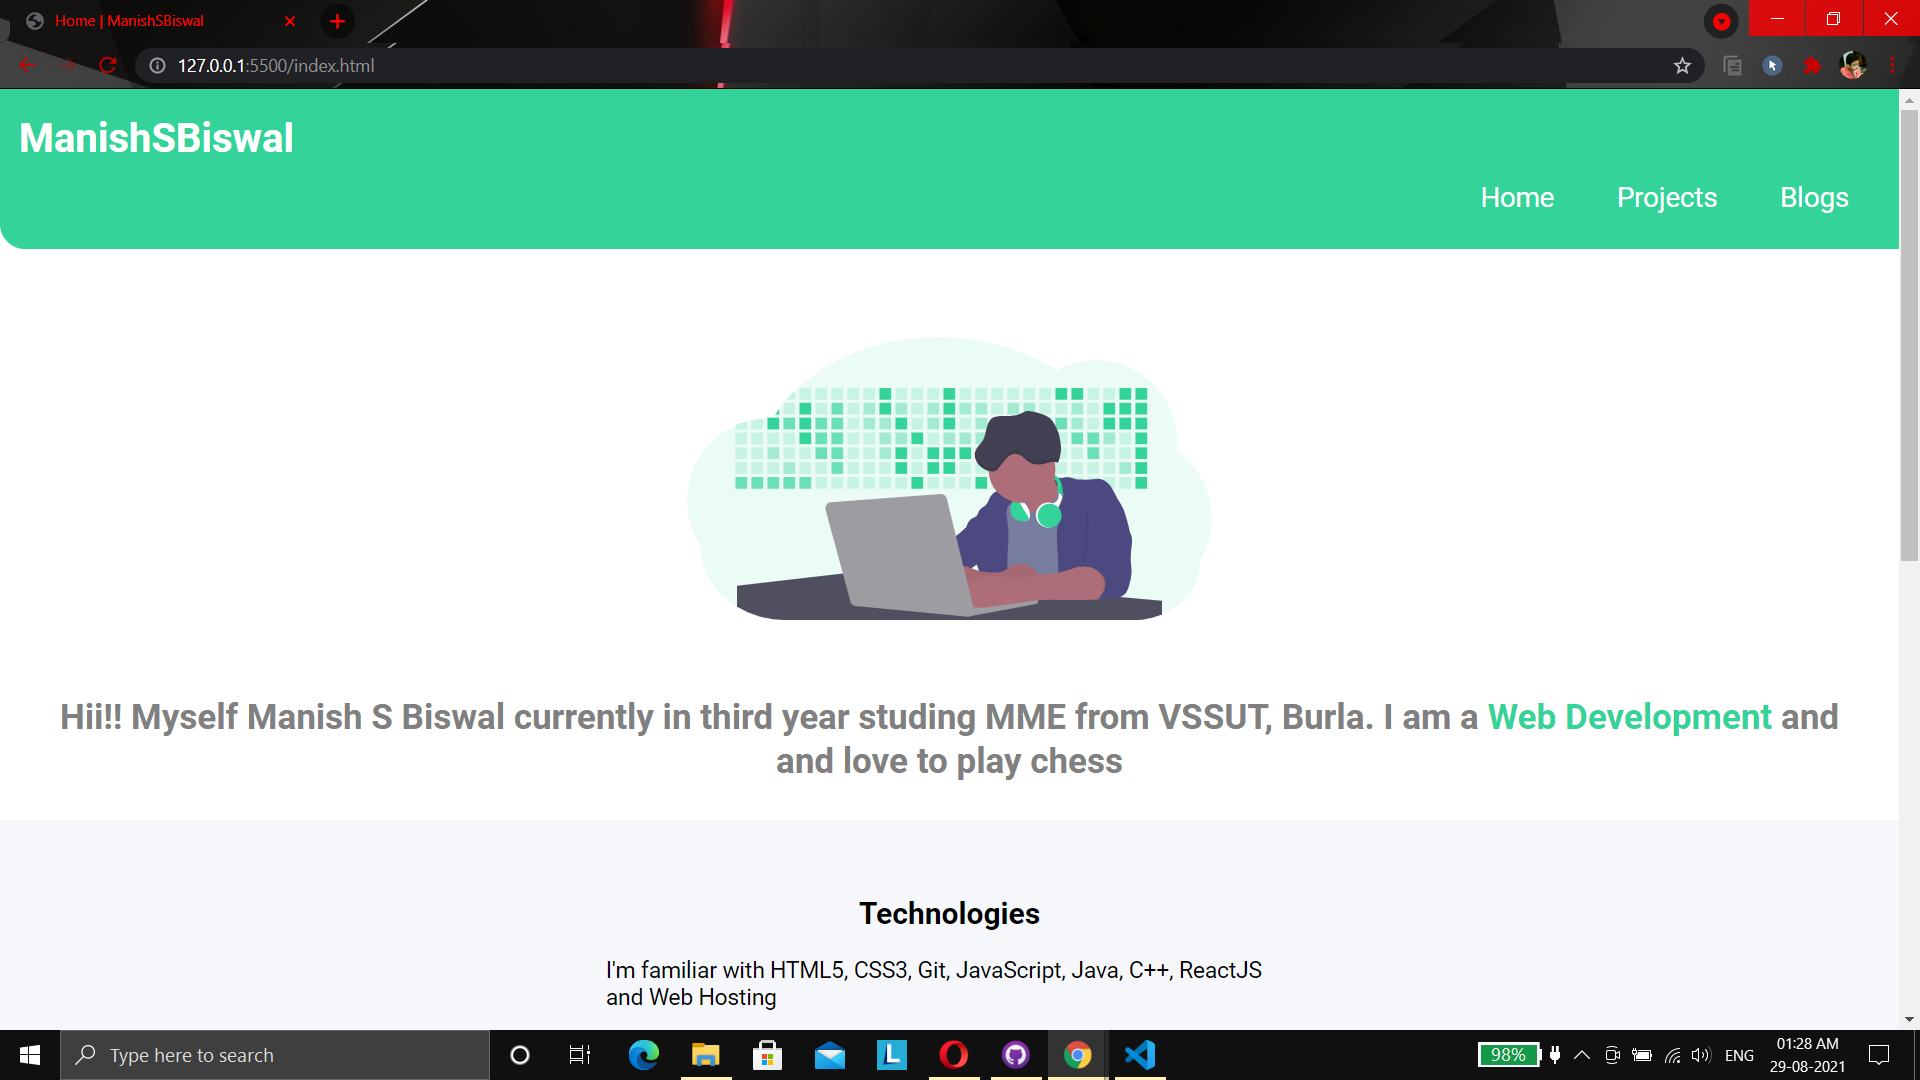 Home | ManishSBiswal
127.0.0.1:5500/index.html
ManishSBiswal
Home Projects Blogs
Hii!! Myself Manish S Biswal currently in third year studing MME from VSSUT, Burla. I am a Web Development and
and love to play chess
Technologies
I'm familiar with HTML5, CSS3, Git, JavaScript, Java, C++, ReactJS
and Web Hosting
Type here to search
L
98%
ENG
01:28 AM
29-08-2021